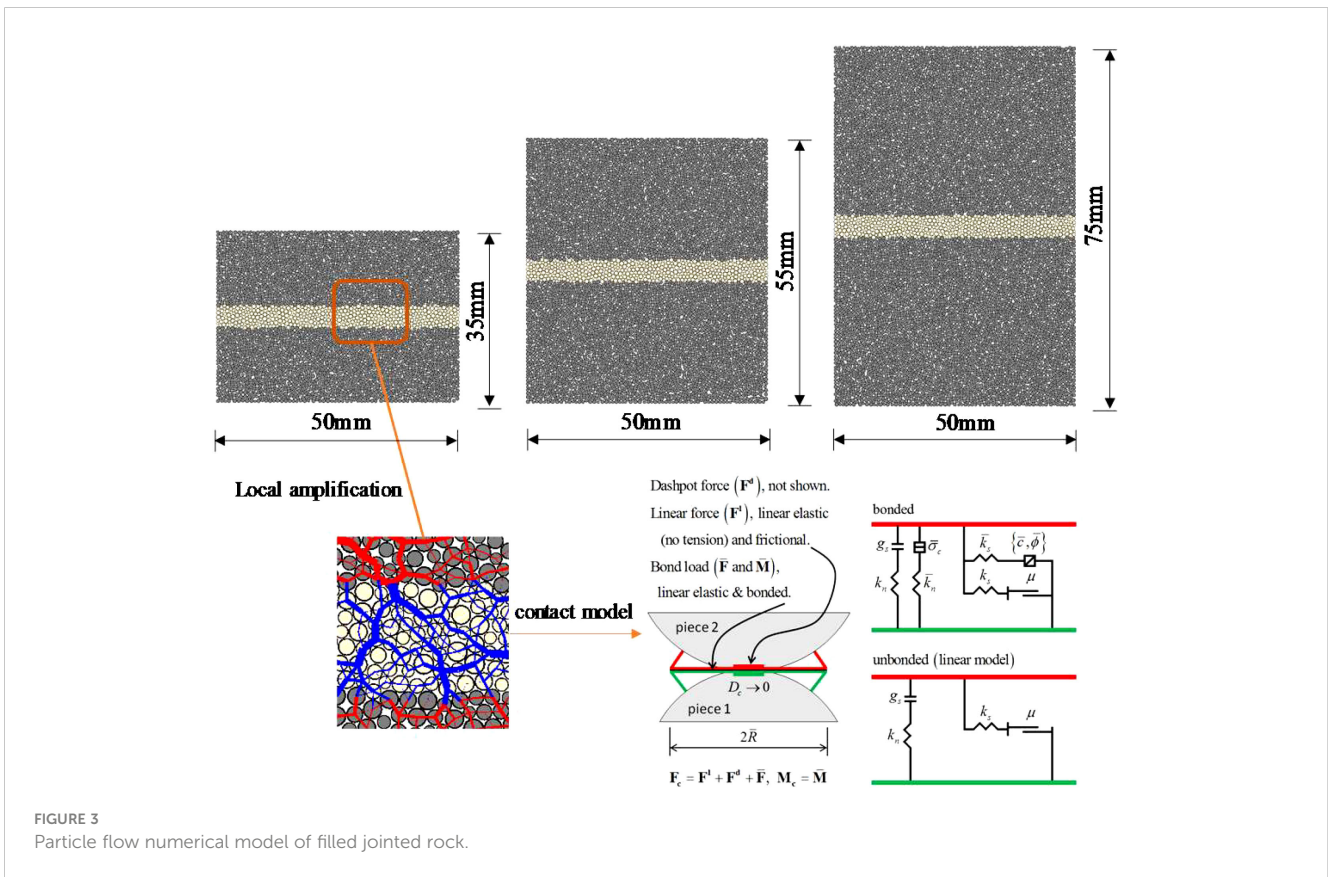 75mm
55mm
35mm
50mm
50mm
50mm
Local amplification
contact model
Dashpot force (F^d), not shown.
Linear force (F^l), linear elastic
(no tension) and frictional.
Bond load (F̄ and M̄),
linear elastic & bonded.
piece 2
D_c → 0
piece 1
2R̄
F_c = F^l + F^d + F̄, M_c = M̄
bonded
g_s
σ̄_c
k̄_s
{c̄, φ̄}
k_n
k̄_n
k_s
μ
unbonded (linear model)
g_s
k_s
μ
k_n
FIGURE 3
Particle flow numerical model of filled jointed rock.